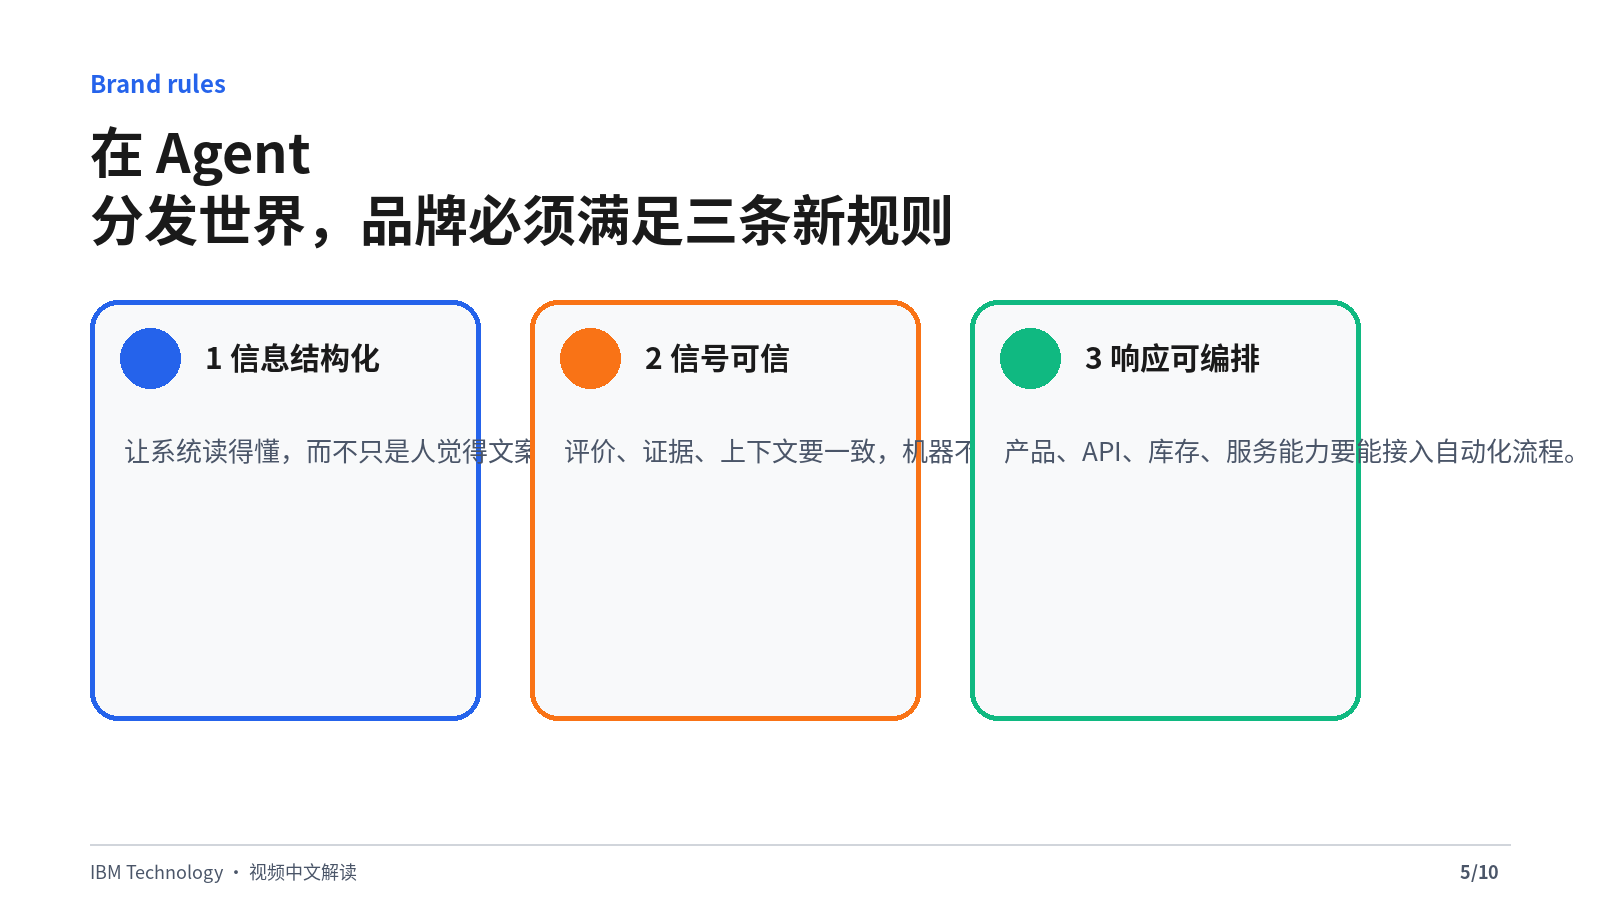 Brand rules
在 Agent
分发世界，品牌必须满足三条新规则
1 信息结构化
让系统读得懂，而不只是人觉得文案
2 信号可信
评价、证据、上下文要一致，机器不
3 响应可编排
产品、API、库存、服务能力要能接入自动化流程。
IBM Technology · 视频中文解读
5/10